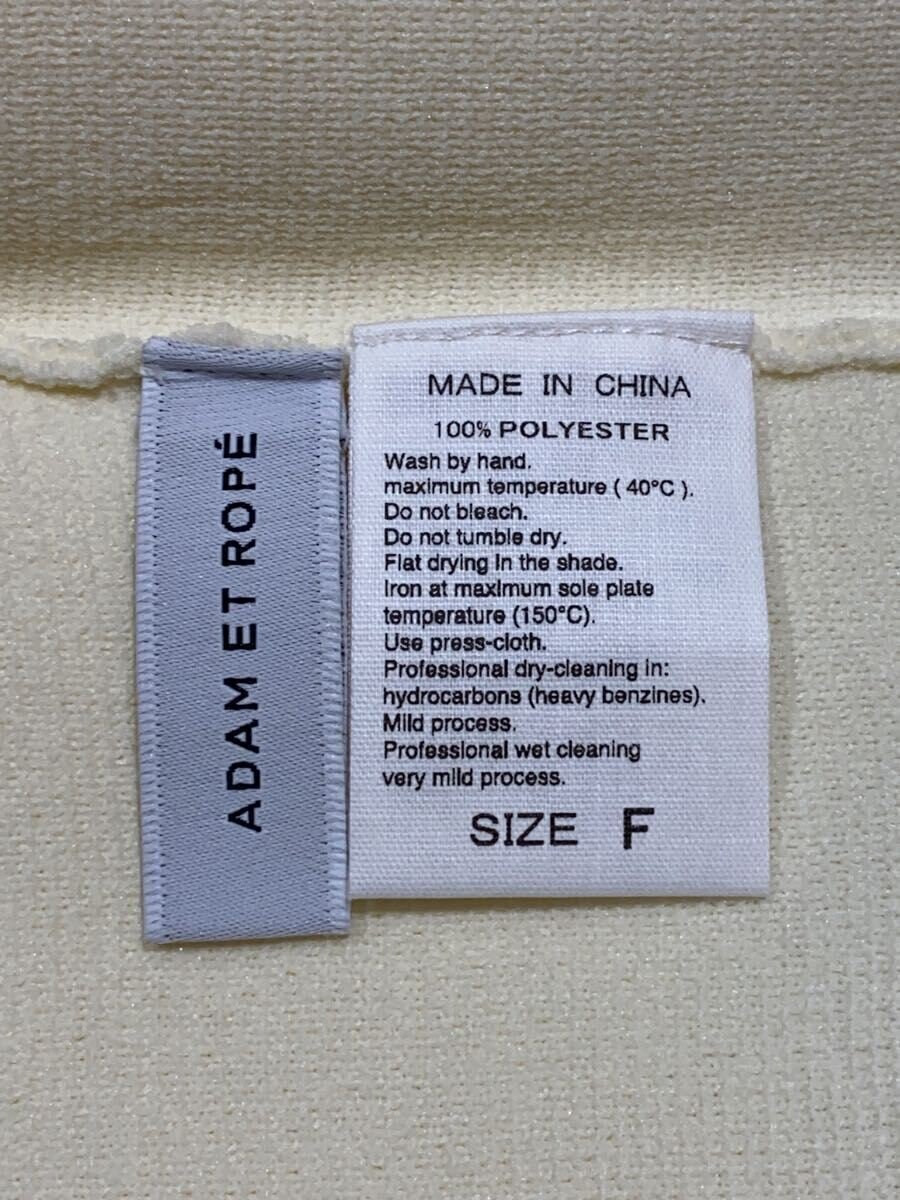 ADAM ET ROPÉ
MADE IN CHINA
100% POLYESTER
Wash by hand.
maximum temperature ( 40°C ).
Do not bleach.
Do not tumble dry.
Flat drying in the shade.
Iron at maximum sole plate
temperature (150°C).
Use press-cloth.
Professional dry-cleaning in:
hydrocarbons (heavy benzines).
Mild process.
Professional wet cleaning
very mild process.
SIZE F